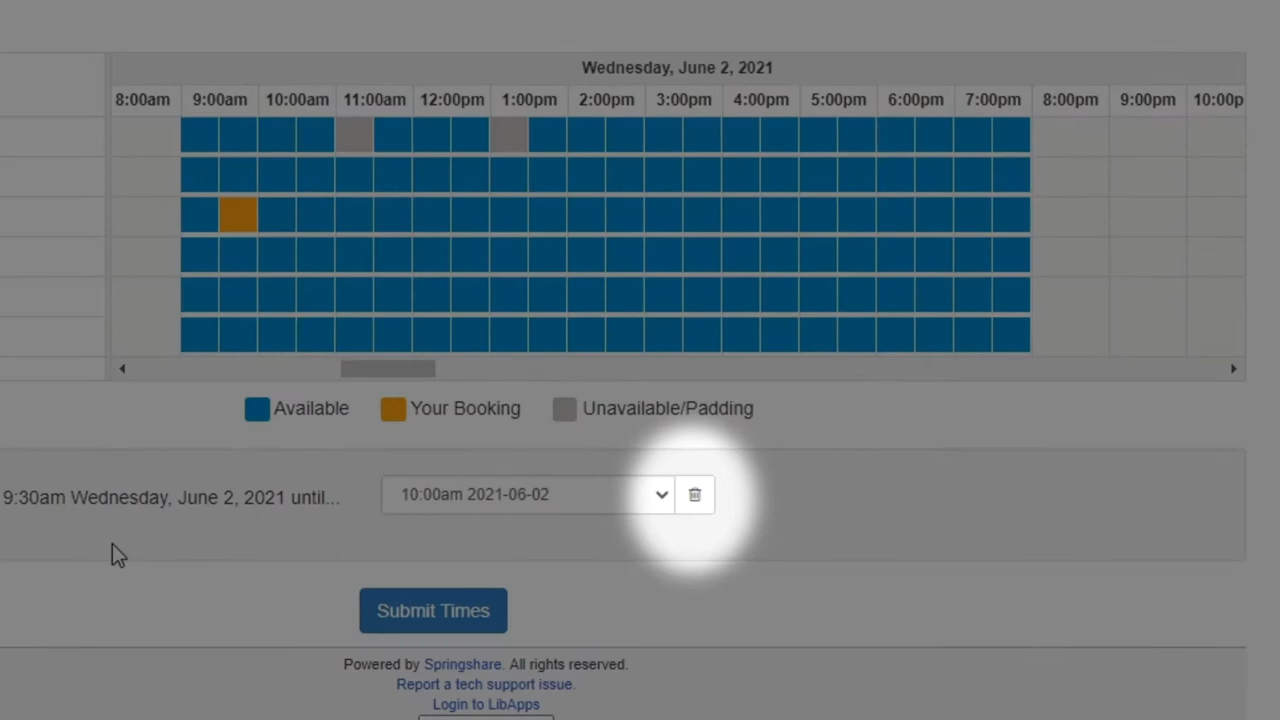 Wednesday, June 2, 2021
8:00am 9:00am 10:00am 11:00am 12:00pm 1:00pm 2:00pm 3:00pm 4:00pm 5:00pm 6:00pm 7:00pm 8:00pm 9:00pm 10:00p
Available Your Booking Unavailable/Padding
9:30am Wednesday, June 2, 2021 until... 10:00am 2021-06-02
Submit Times
Powered by Springshare. All rights reserved.
Report a tech support issue.
Login to LibApps